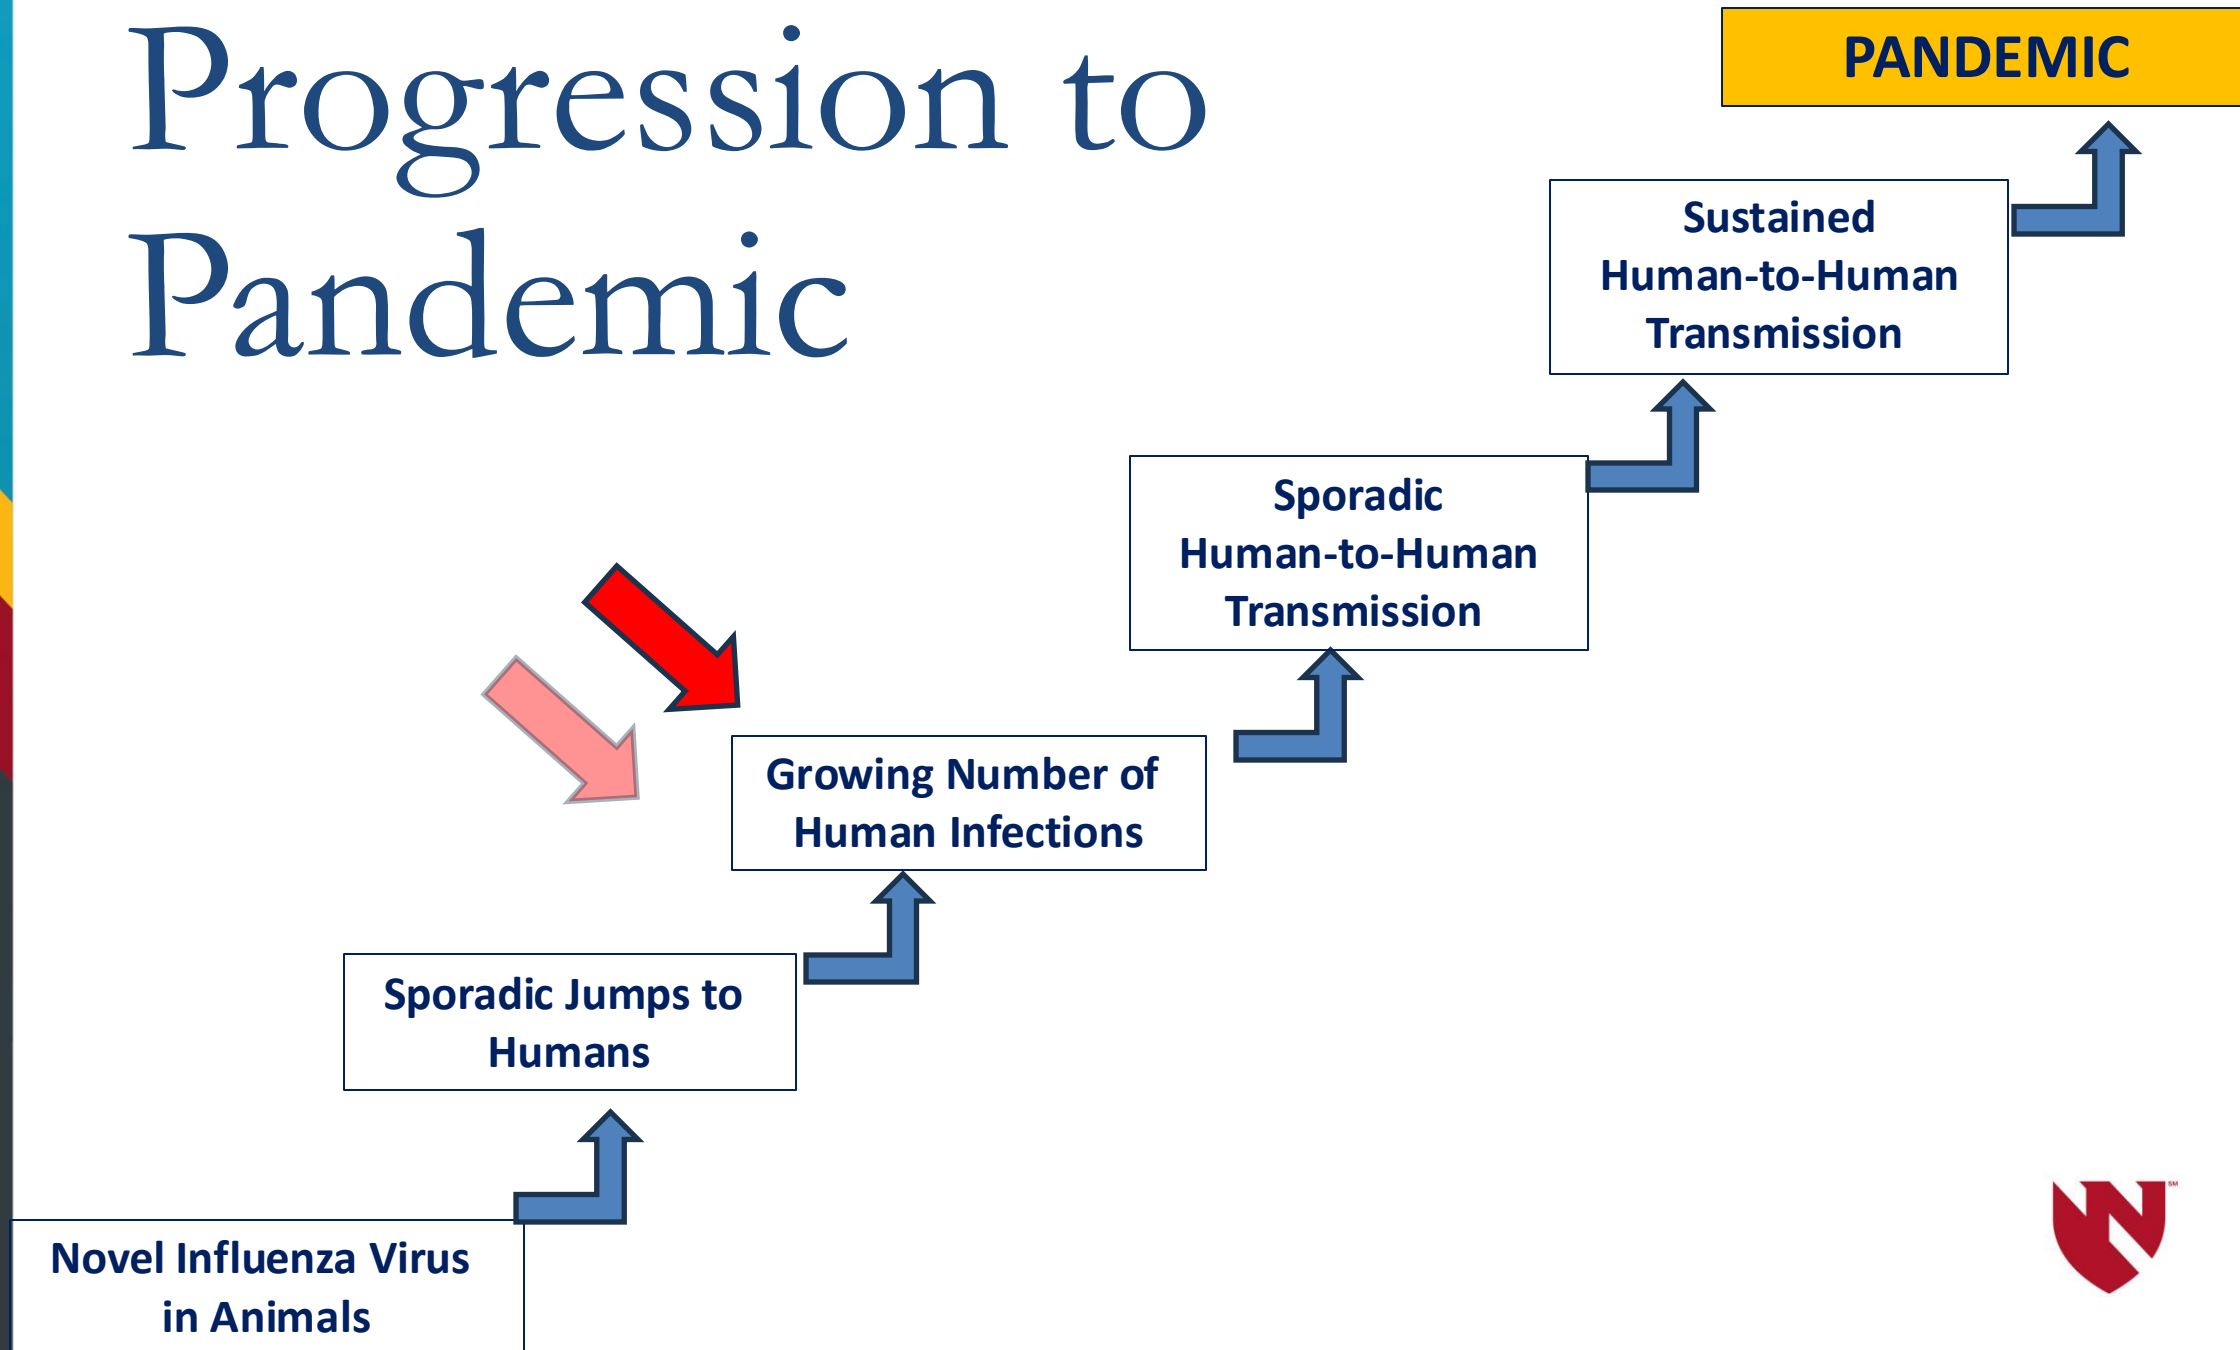 Progression to
Pandemic
PANDEMIC
Sustained
Human-to-Human
Transmission
Sporadic
Human-to-Human
Transmission
Growing Number of
Human Infections
Sporadic Jumps to
Humans
Novel Influenza Virus
in Animals
N
SM